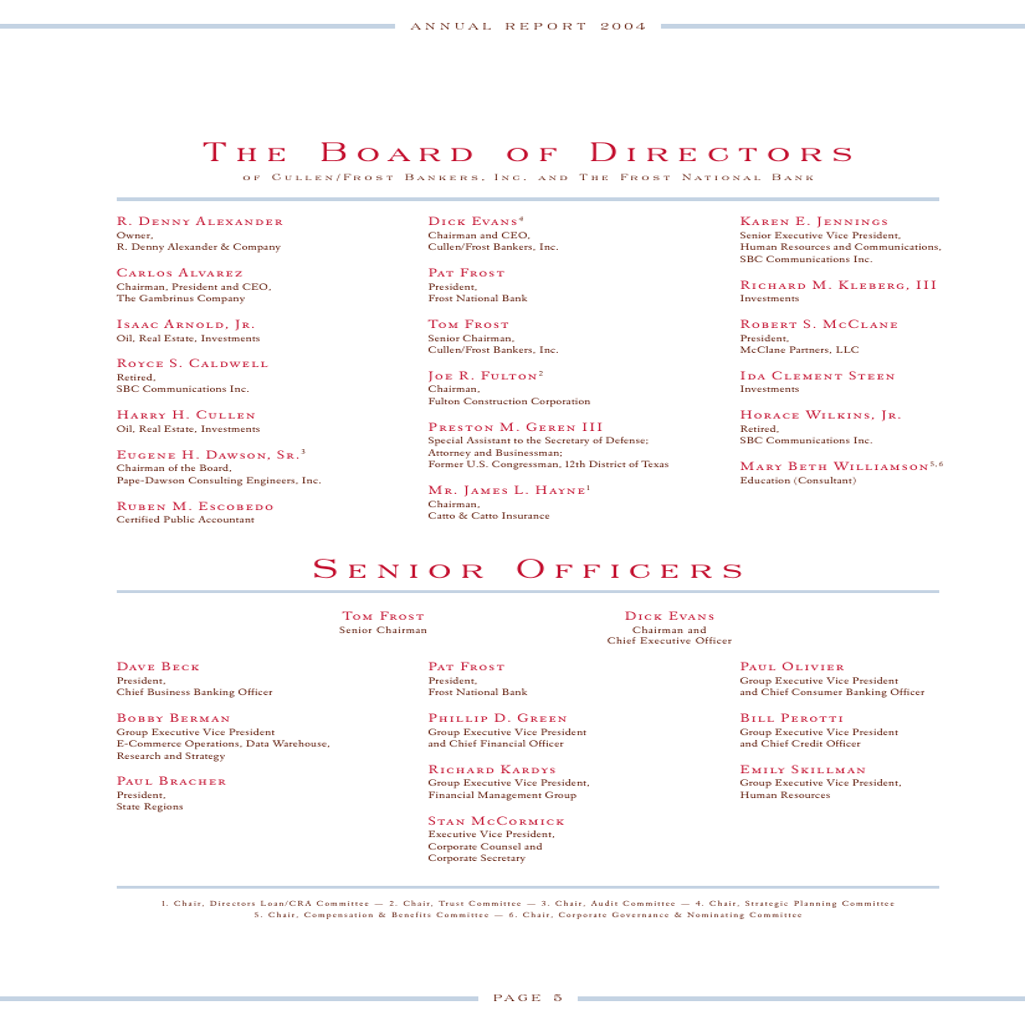 ANNUAL REPORT 2004
The Board of Directors
of Cullen/Frost Bankers, Inc. and The Frost National Bank
R. Denny Alexander
Owner,
R. Denny Alexander & Company
Carlos Alvarez
Chairman, President and CEO,
The Gambrinus Company
Isaac Arnold, Jr.
Oil, Real Estate, Investments
Royce S. Caldwell
Retired,
SBC Communications Inc.
Harry H. Cullen
Oil, Real Estate, Investments
Eugene H. Dawson, Sr.3
Chairman of the Board,
Pape-Dawson Consulting Engineers, Inc.
Ruben M. Escobedo
Certified Public Accountant
Dick Evans4
Chairman and CEO,
Cullen/Frost Bankers, Inc.
Pat Frost
President,
Frost National Bank
Tom Frost
Senior Chairman,
Cullen/Frost Bankers, Inc.
Joe R. Fulton2
Chairman,
Fulton Construction Corporation
Preston M. Geren III
Special Assistant to the Secretary of Defense;
Attorney and Businessman;
Former U.S. Congressman, 12th District of Texas
Mr. James L. Hayne1
Chairman,
Catto & Catto Insurance
Karen E. Jennings
Senior Executive Vice President,
Human Resources and Communications,
SBC Communications Inc.
Richard M. Kleberg, III
Investments
Robert S. McClane
President,
McClane Partners, LLC
Ida Clement Steen
Investments
Horace Wilkins, Jr.
Retired,
SBC Communications Inc.
Mary Beth Williamson5,6
Education (Consultant)
Senior Officers
Tom Frost
Senior Chairman
Dick Evans
Chairman and
Chief Executive Officer
Dave Beck
President,
Chief Business Banking Officer
Bobby Berman
Group Executive Vice President
E-Commerce Operations, Data Warehouse,
Research and Strategy
Paul Bracher
President,
State Regions
Pat Frost
President,
Frost National Bank
Phillip D. Green
Group Executive Vice President
and Chief Financial Officer
Richard Kardys
Group Executive Vice President,
Financial Management Group
Stan McCormick
Executive Vice President,
Corporate Counsel and
Corporate Secretary
Paul Olivier
Group Executive Vice President
and Chief Consumer Banking Officer
Bill Perotti
Group Executive Vice President
and Chief Credit Officer
Emily Skillman
Group Executive Vice President,
Human Resources
1. Chair, Directors Loan/CRA Committee — 2. Chair, Trust Committee — 3. Chair, Audit Committee — 4. Chair, Strategic Planning Committee
5. Chair, Compensation & Benefits Committee — 6. Chair, Corporate Governance & Nominating Committee
PAGE 5